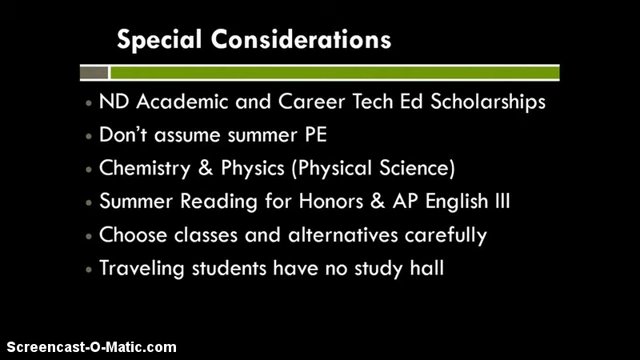 Special Considerations
• ND Academic and Career Tech Ed Scholarships
• Don't assume summer PE
• Chemistry & Physics (Physical Science)
• Summer Reading for Honors & AP English III
• Choose classes and alternatives carefully
• Traveling students have no study hall
Screencast-O-Matic.com